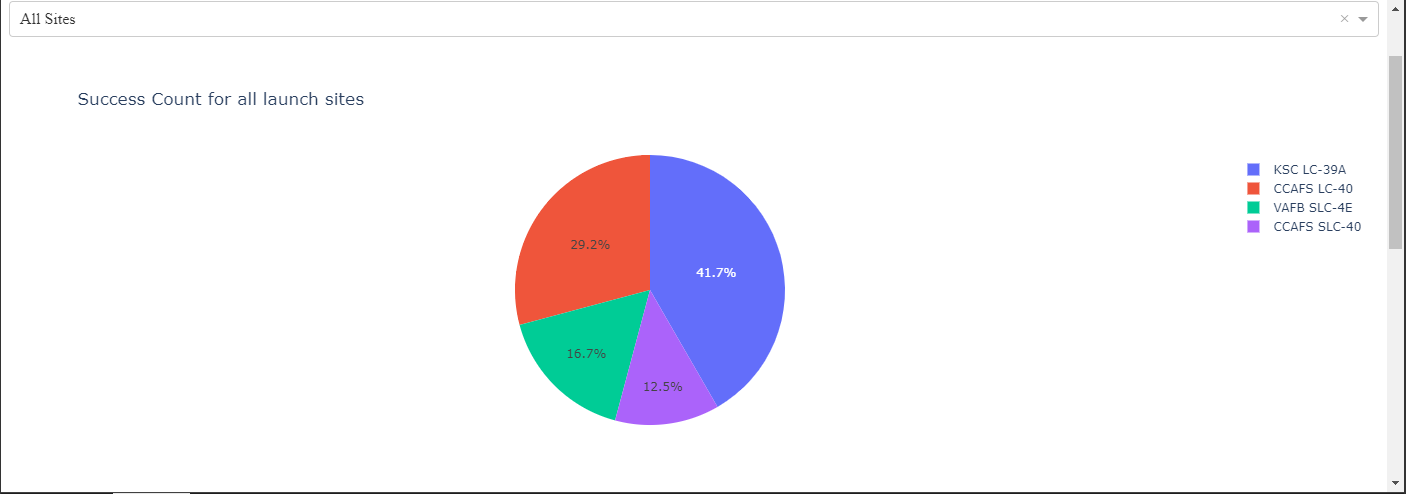 All Sites
Success Count for all launch sites
KSC LC-39A
CCAFS LC-40
VAFB SLC-4E
CCAFS SLC-40
29.2%
41.7%
16.7%
12.5%